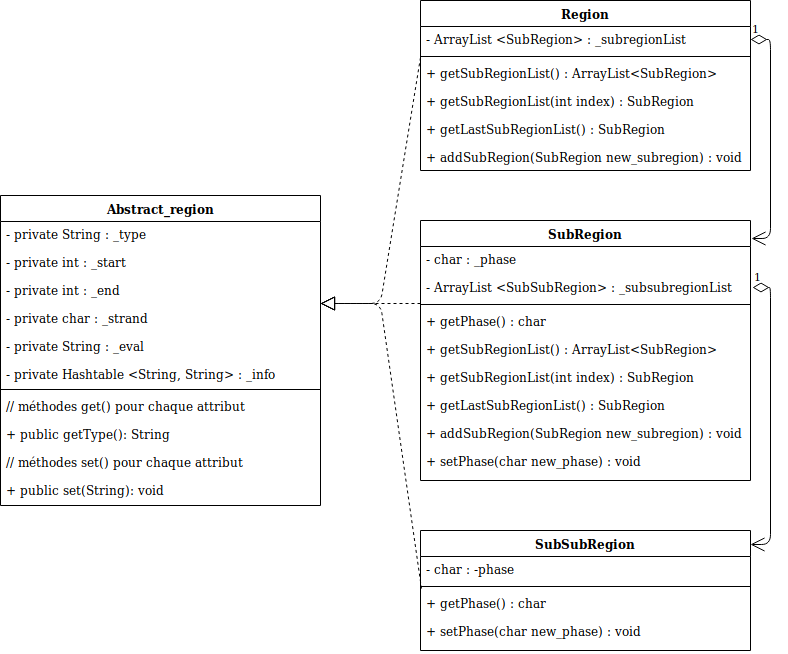 Region
- ArrayList <SubRegion> : _subregionList
+ getSubRegionList() : ArrayList<SubRegion>
+ getSubRegionList(int index) : SubRegion
+ getLastSubRegionList() : SubRegion
+ addSubRegion(SubRegion new_subregion) : void
1
Abstract_region
- private String : _type
- private int : _start
- private int : _end
- private char : _strand
- private String : _eval
- private Hashtable <String, String> : _info
// méthodes get() pour chaque attribut
+ public getType(): String
// méthodes set() pour chaque attribut
+ public set(String): void
SubRegion
- char : _phase
- ArrayList <SubSubRegion> : _subsubregionList
+ getPhase() : char
+ getSubRegionList() : ArrayList<SubRegion>
+ getSubRegionList(int index) : SubRegion
+ getLastSubRegionList() : SubRegion
+ addSubRegion(SubRegion new_subregion) : void
+ setPhase(char new_phase) : void
1
SubSubRegion
- char : -phase
+ getPhase() : char
+ setPhase(char new_phase) : void